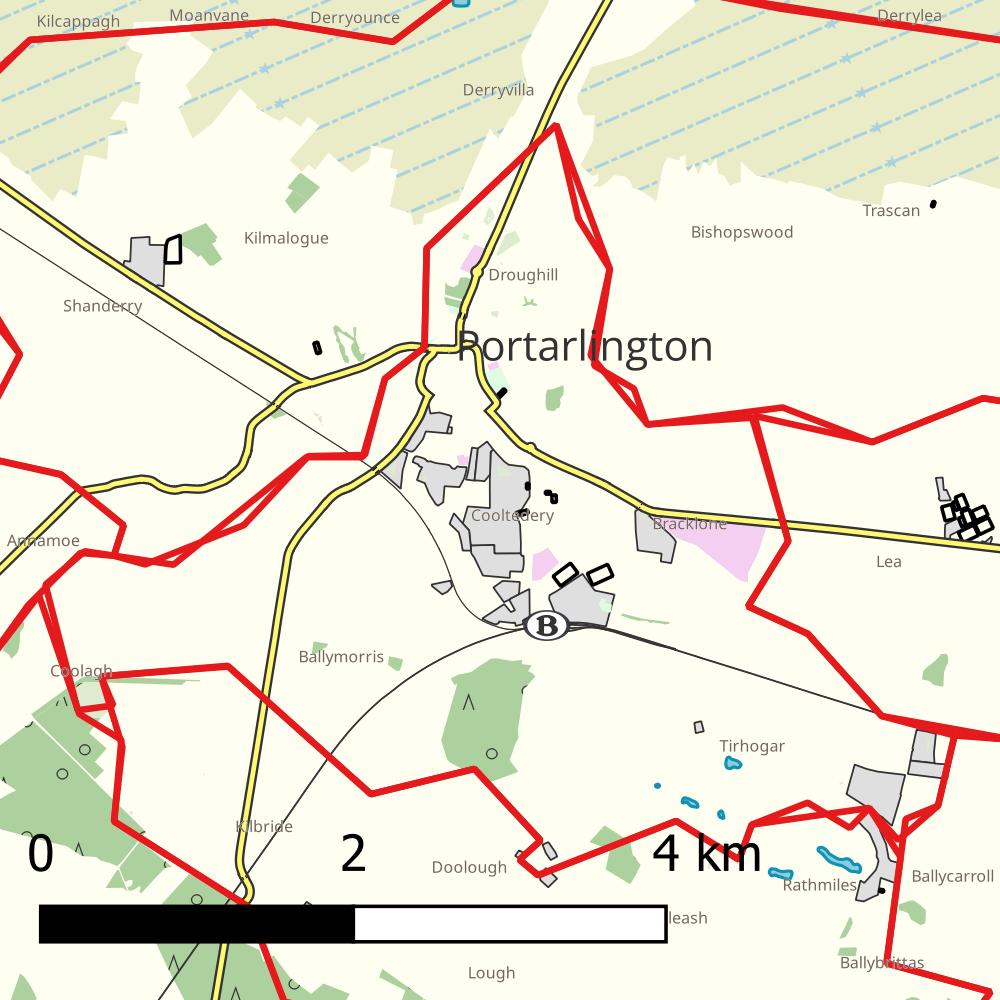 Kilcappagh
Moanvane
Derryounce
Derrylea
Derryvilla
Trascan
Bishopswood
Kilmalogue
Droughill
Shanderry
Portarlington
Cooltedery
Bracklone
Annamoe
Lea
B
Ballymorris
Coolagh
Tirhogar
Kilbride
0 2 4 km
Doolough
Ballycarroll
Rathmiles
leash
Ballybrittas
Lough